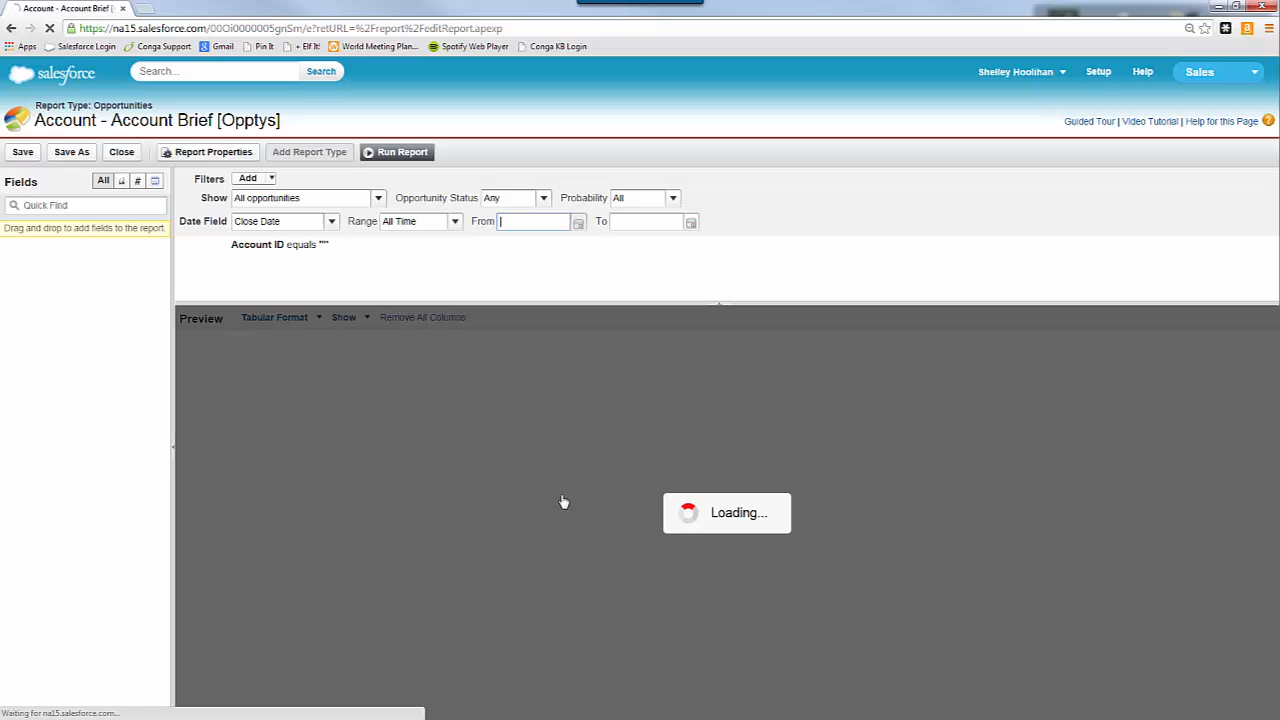 Account - Account Brief [ ×
https://na15.salesforce.com/00Oi0000005gnSm/e?retURL=%2Freport%2FeditReport.apexp
Apps Salesforce Login Conga Support Gmail Pin It + Elf It! World Meeting Plan... Spotify Web Player Conga KB Login
salesforce Search... Search Shelley Hoolihan Setup Help Sales
Report Type: Opportunities
Account - Account Brief [Opptys] Guided Tour | Video Tutorial | Help for this Page
Save Save As Close Report Properties Add Report Type Run Report
Fields All a # Filters Add
Quick Find Show All opportunities Opportunity Status Any Probability All
Drag and drop to add fields to the report. Date Field Close Date Range All Time From To
Account ID equals ""
Preview Tabular Format Show Remove All Columns
Loading...
Waiting for na15.salesforce.com...